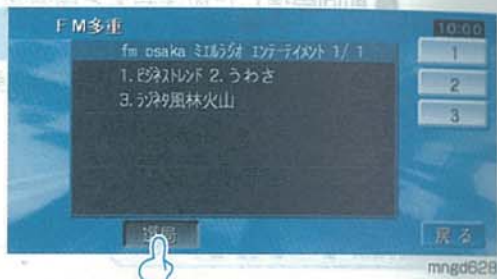 FM多重 10:00
fm osaka ミエルラジオ エンターテイメント 1/ 1
1.ビジネストレンド 2.うわさ
3.ラジネタ風林火山
1
2
3
選局
戻る
mngd628